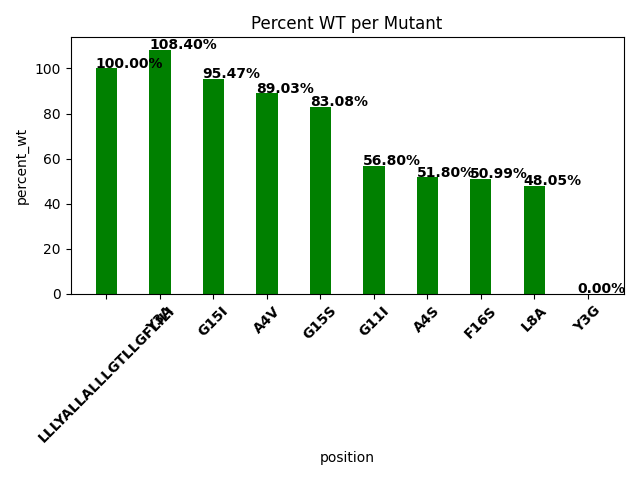 Percent WT per Mutant
percent_wt
100
80
60
40
20
0
100.00%
108.40%
95.47%
89.03%
83.08%
56.80%
51.80%
50.99%
48.05%
0.00%
Y3A
G15I
A4V
G15S
G11I
A4S
F16S
L8A
Y3G
position